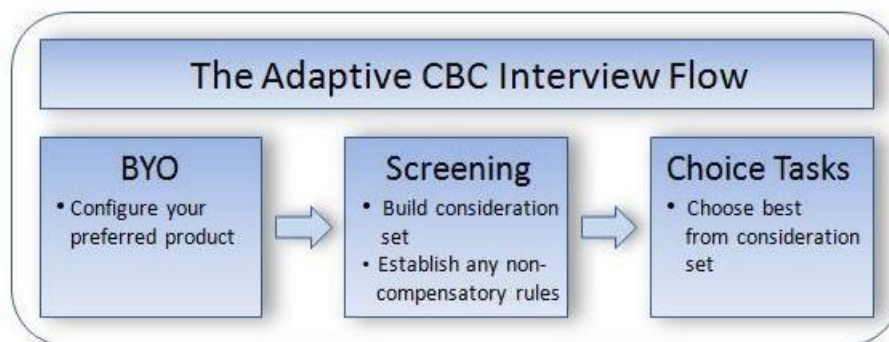 The Adaptive CBC Interview Flow
BYO
• Configure your
preferred product
Screening
• Build consideration
set
• Establish any non-
compensatory rules
Choice Tasks
• Choose best
from consideration
set